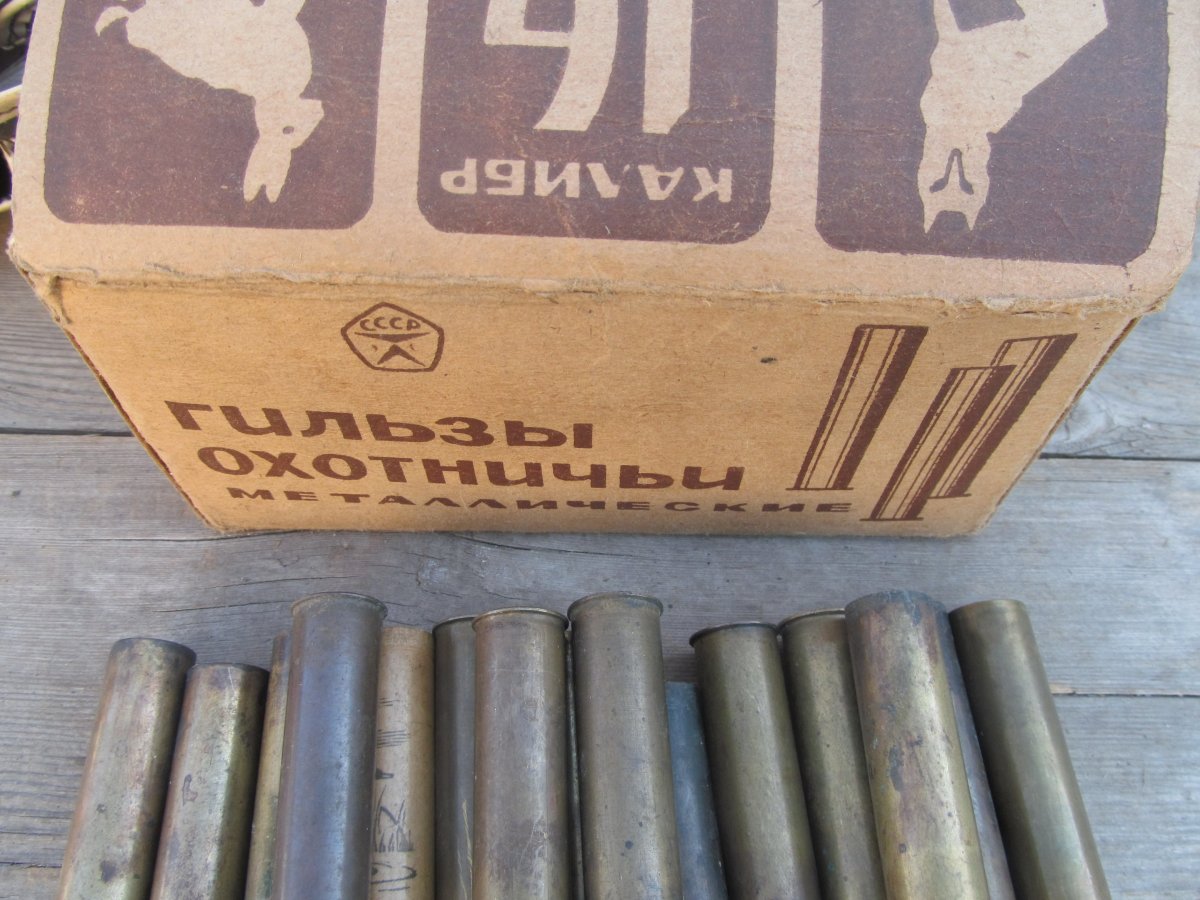 КАЛИБР
16
СССР
ГИЛЬЗЫ
ОХОТНИЧЬИ
МЕТАЛЛИЧЕСКИЕ